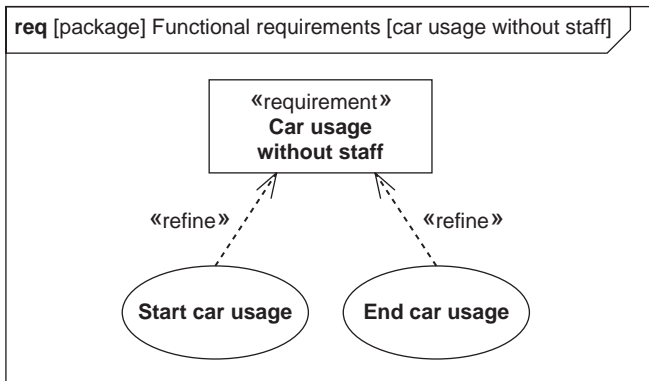 req [package] Functional requirements [car usage without staff]
«requirement»
Car usage
without staff
«refine»
«refine»
Start car usage
End car usage